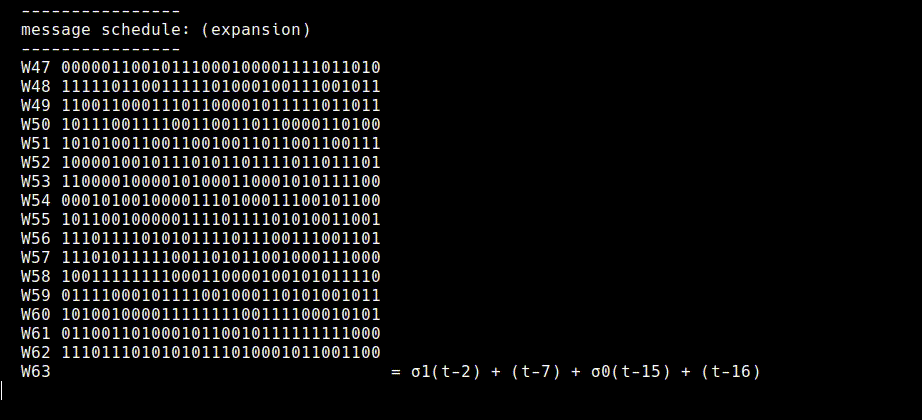 ----------------
message schedule: (expansion)
----------------
W47 00000110010111000100001111011010
W48 11111011001111101000100111001011
W49 11001100011101100001011111011011
W50 10111001111001100110110000110100
W51 10101001100110010011011001100111
W52 10000100101110101101111011011101
W53 11000010000101000110001010111100
W54 00010100100001110100011100101100
W55 10110010000011110111101010011001
W56 11101111010101111011100111001101
W57 11101011111001101011001000111000
W58 10011111111000110000100101011110
W59 01111000101111001000110101001011
W60 10100100001111111100111100010101
W61 01100110100010110010111111111000
W62 11101110101010111010001011001100
W63 = σ1(t-2) + (t-7) + σ0(t-15) + (t-16)